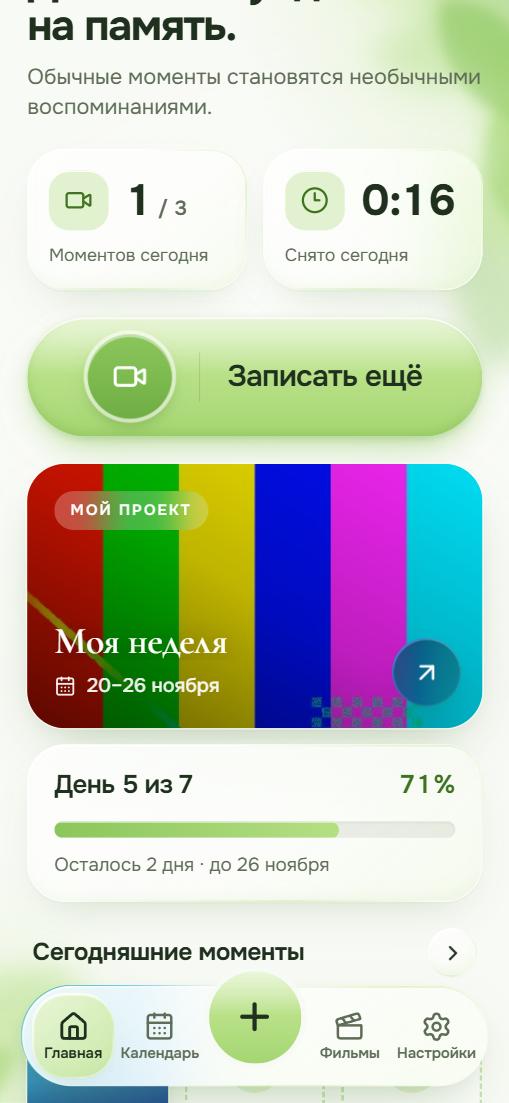 на память.
Обычные моменты становятся необычными
воспоминаниями.
1 / 3
Моментов сегодня
0:16
Снято сегодня
Записать ещё
МОЙ ПРОЕКТ
Моя неделя
20–26 ноября
День 5 из 7
71%
Осталось 2 дня · до 26 ноября
Сегодняшние моменты
Главная
Календарь
Фильмы
Настройки